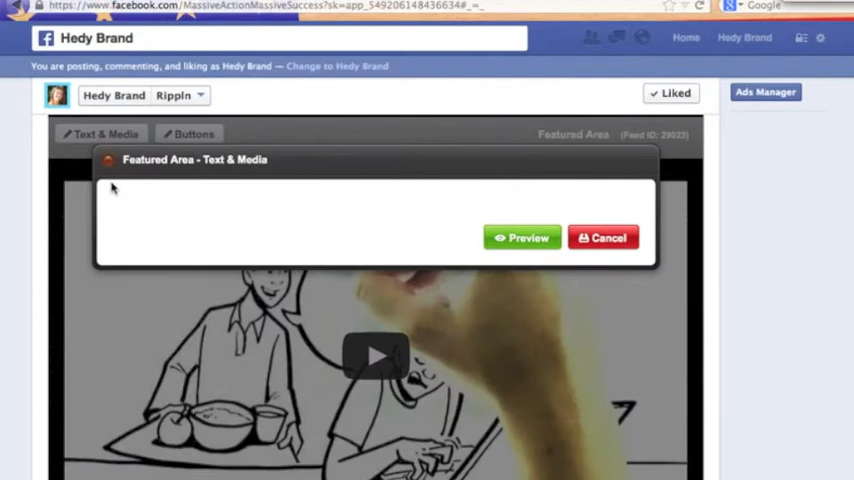 https://www.facebook.com/MassiveActionMassiveSuccess?sk=app_549206148436634#_=_
Google
Hedy Brand
Home
Hedy Brand
You are posting, commenting, and liking as Hedy Brand — Change to Hedy Brand
Hedy Brand Rippln
Liked
Ads Manager
Text & Media
Buttons
Featured Area (Feed ID: 29023)
Featured Area - Text & Media
Preview
Cancel